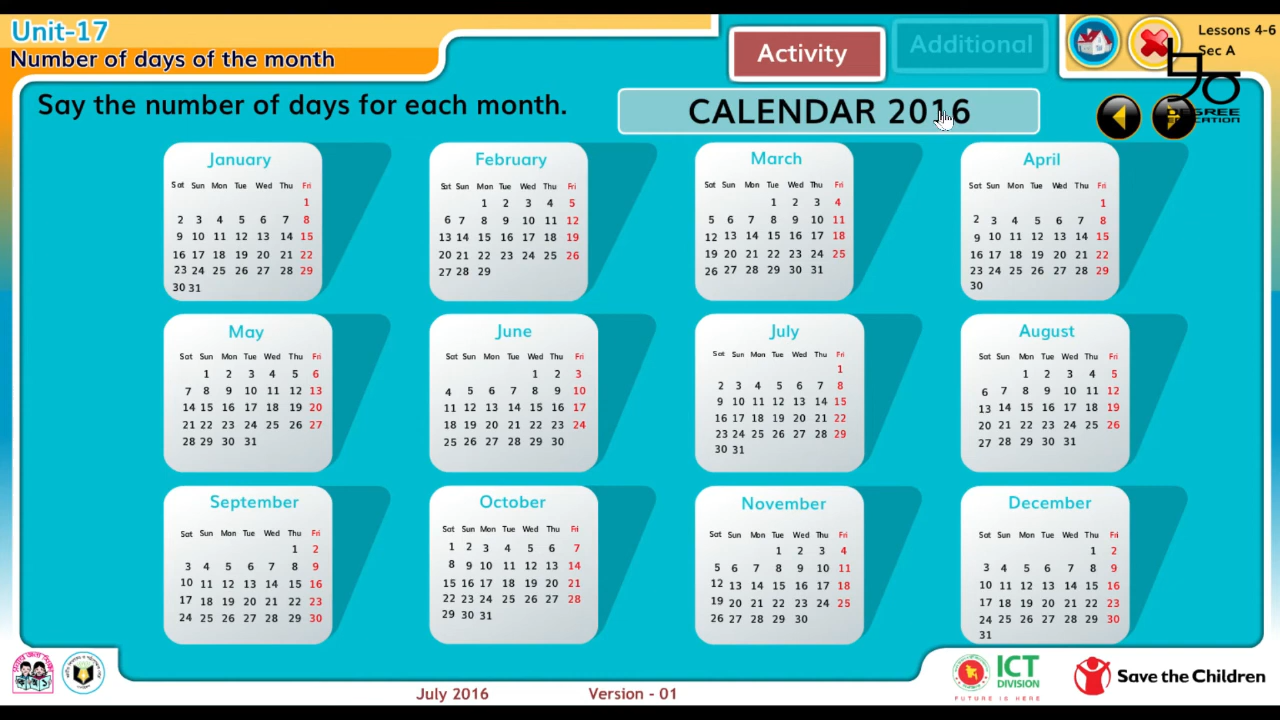 Unit-17
Number of days of the month
Activity
Additional
Lessons 4-6
Sec A
Say the number of days for each month.
CALENDAR 2016
January
Sat Sun Mon Tue Wed Thu Fri
1
2 3 4 5 6 7 8
9 10 11 12 13 14 15
16 17 18 19 20 21 22
23 24 25 26 27 28 29
30 31
February
Sat Sun Mon Tue Wed Thu Fri
1 2 3 4 5
6 7 8 9 10 11 12
13 14 15 16 17 18 19
20 21 22 23 24 25 26
27 28 29
March
Sat Sun Mon Tue Wed Thu Fri
1 2 3 4
5 6 7 8 9 10 11
12 13 14 15 16 17 18
19 20 21 22 23 24 25
26 27 28 29 30 31
April
Sat Sun Mon Tue Wed Thu Fri
1
2 3 4 5 6 7 8
9 10 11 12 13 14 15
16 17 18 19 20 21 22
23 24 25 26 27 28 29
30
May
Sat Sun Mon Tue Wed Thu Fri
1 2 3 4 5 6
7 8 9 10 11 12 13
14 15 16 17 18 19 20
21 22 23 24 25 26 27
28 29 30 31
June
Sat Sun Mon Tue Wed Thu Fri
1 2 3
4 5 6 7 8 9 10
11 12 13 14 15 16 17
18 19 20 21 22 23 24
25 26 27 28 29 30
July
Sat Sun Mon Tue Wed Thu Fri
1
2 3 4 5 6 7 8
9 10 11 12 13 14 15
16 17 18 19 20 21 22
23 24 25 26 27 28 29
30 31
August
Sat Sun Mon Tue Wed Thu Fri
1 2 3 4 5
6 7 8 9 10 11 12
13 14 15 16 17 18 19
20 21 22 23 24 25 26
27 28 29 30 31
September
Sat Sun Mon Tue Wed Thu Fri
1 2
3 4 5 6 7 8 9
10 11 12 13 14 15 16
17 18 19 20 21 22 23
24 25 26 27 28 29 30
October
Sat Sun Mon Tue Wed Thu Fri
1 2 3 4 5 6 7
8 9 10 11 12 13 14
15 16 17 18 19 20 21
22 23 24 25 26 27 28
29 30 31
November
Sat Sun Mon Tue Wed Thu Fri
1 2 3 4
5 6 7 8 9 10 11
12 13 14 15 16 17 18
19 20 21 22 23 24 25
26 27 28 29 30
December
Sat Sun Mon Tue Wed Thu Fri
1 2
3 4 5 6 7 8 9
10 11 12 13 14 15 16
17 18 19 20 21 22 23
24 25 26 27 28 29 30
31
July 2016
Version - 01
ICT
DIVISION
FUTURE IS HERE
Save the Children